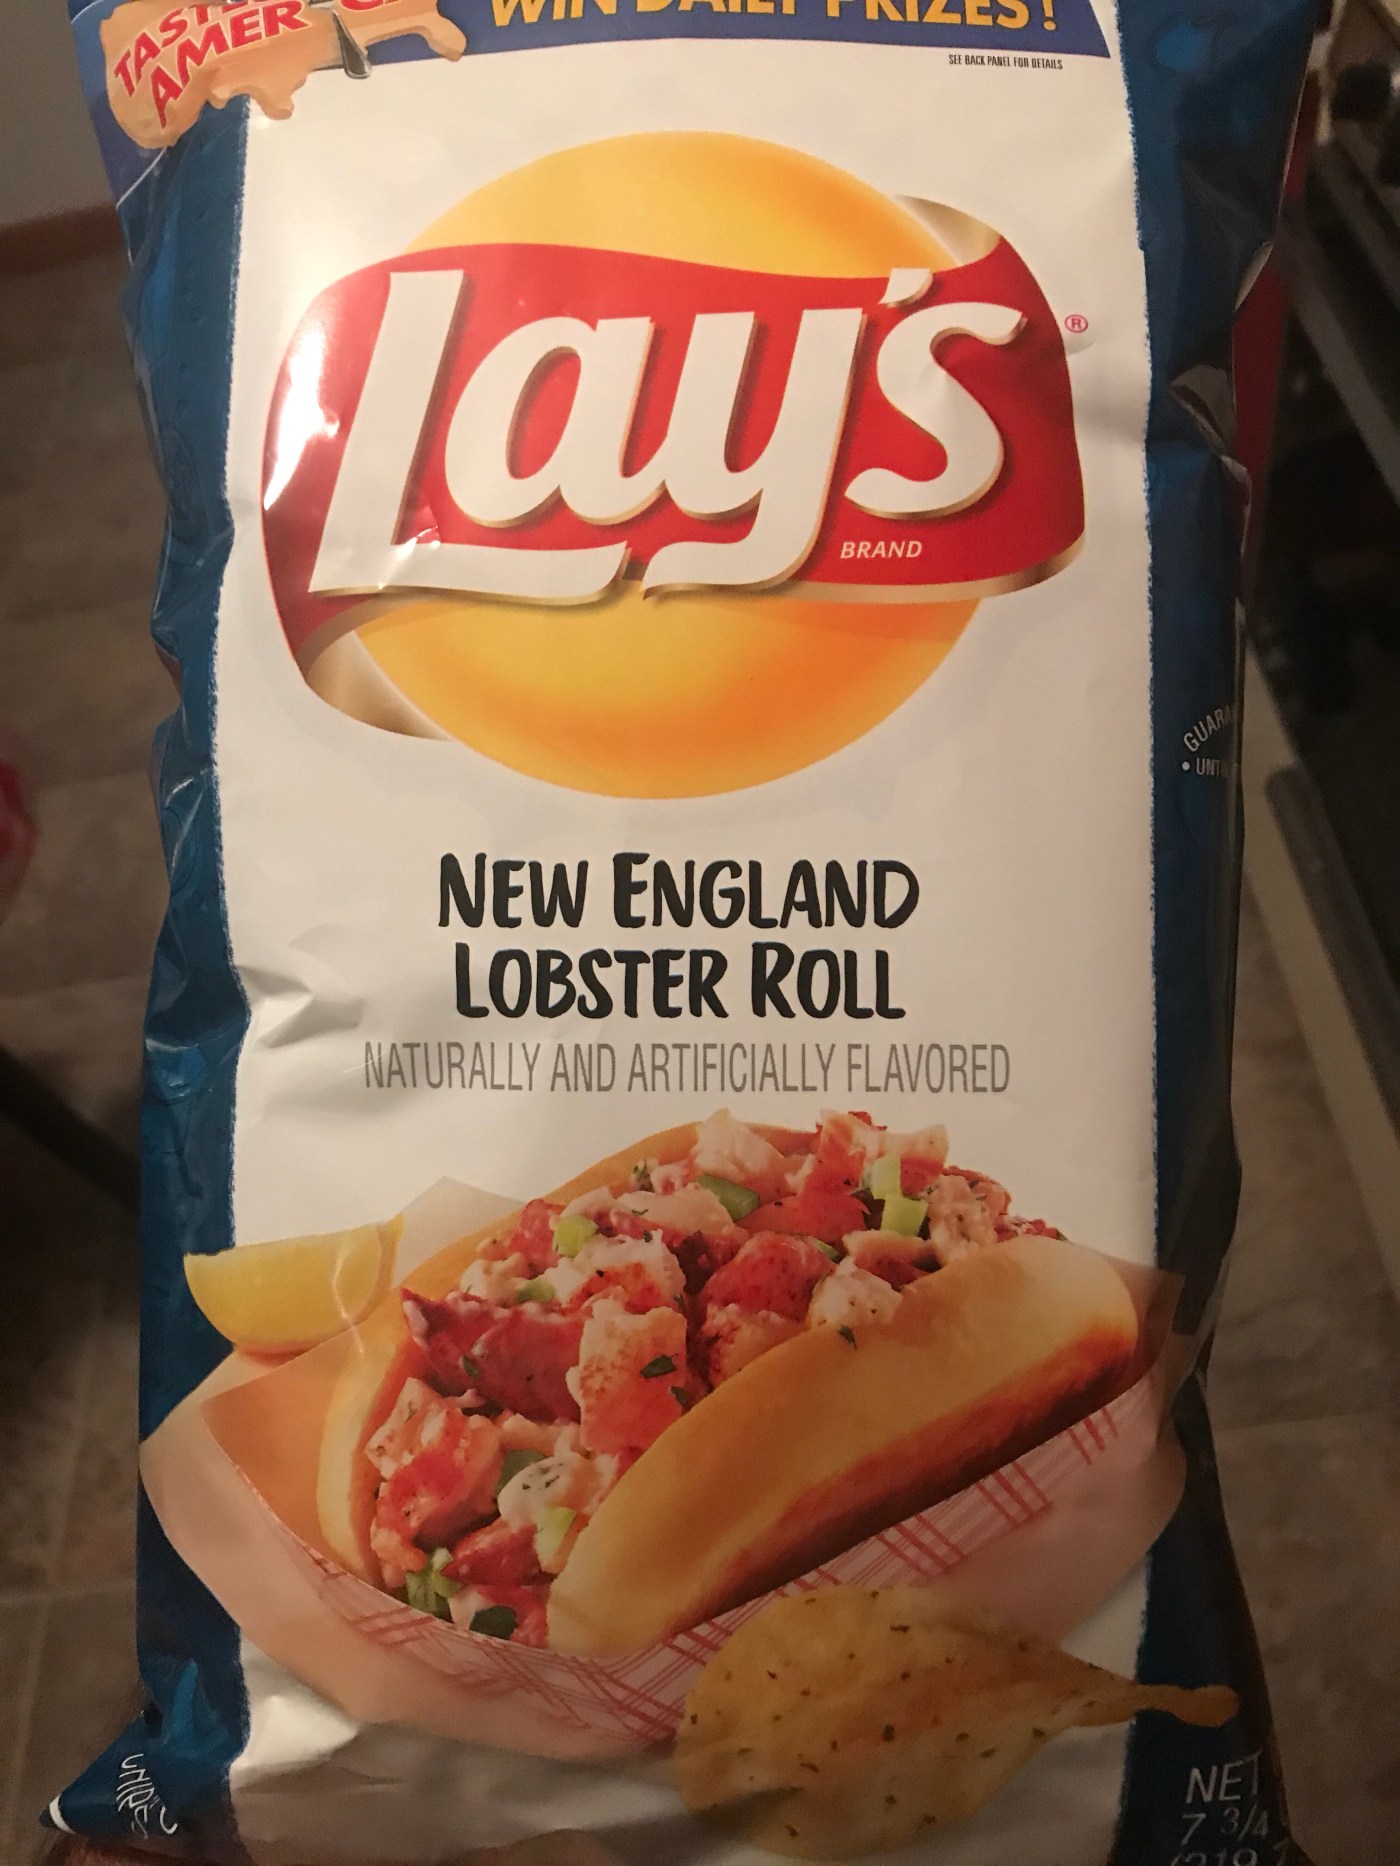 WIN DAILY PRIZES!
SEE BACK PANEL FOR DETAILS
Lay's
®
BRAND
NEW ENGLAND
LOBSTER ROLL
NATURALLY AND ARTIFICIALLY FLAVORED
NET
7 3/4